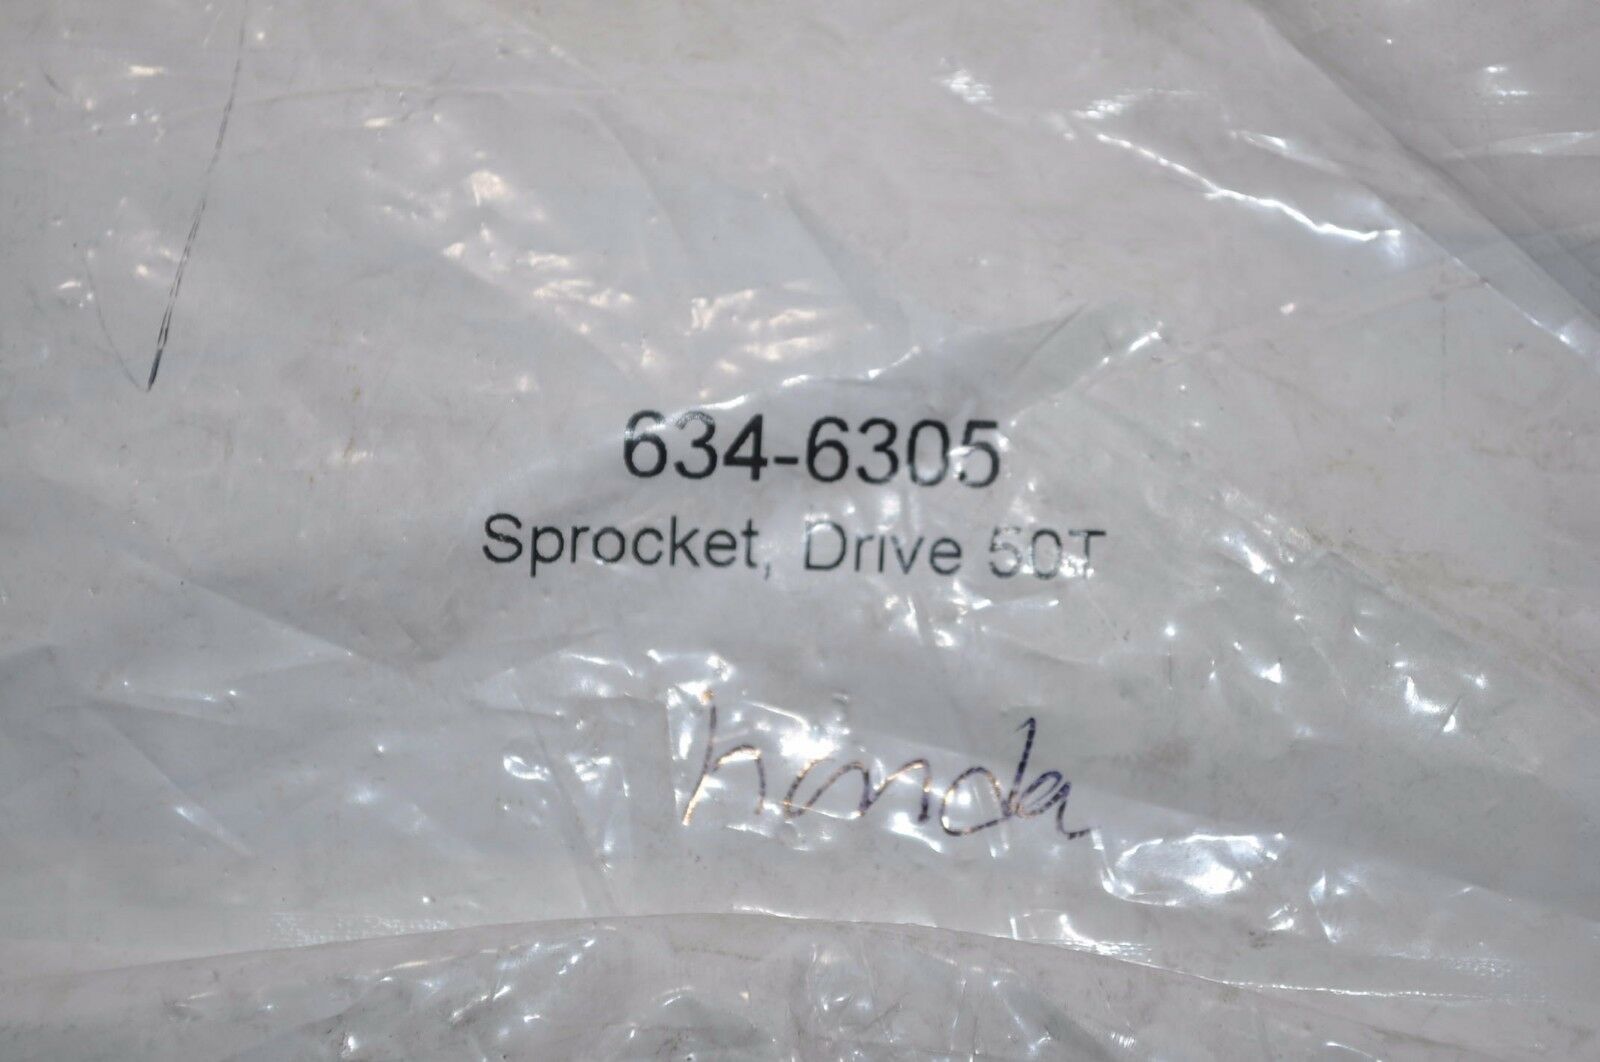 634-6305
Sprocket, Drive 50T
honda